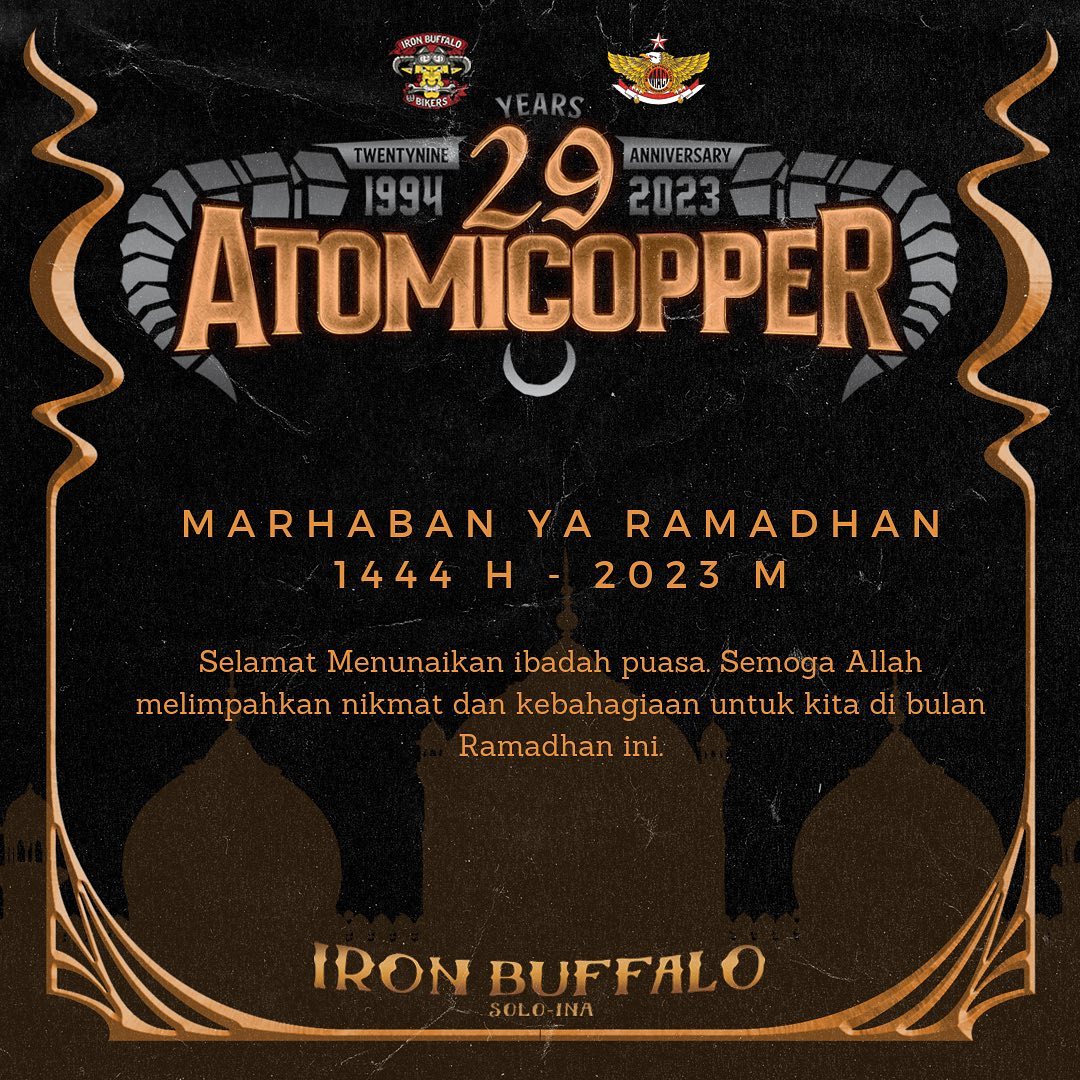 IRON BUFFALO
BIKERS
YEARS
29
TWENTYNINE
ANNIVERSARY
1994
2023
ATOMICOPPER
MARHABAN YA RAMADHAN
1444 H - 2023 M
Selamat Menunaikan ibadah puasa. Semoga Allah
melimpahkan nikmat dan kebahagiaan untuk kita di bulan
Ramadhan ini.
IRON BUFFALO
SOLO-INA